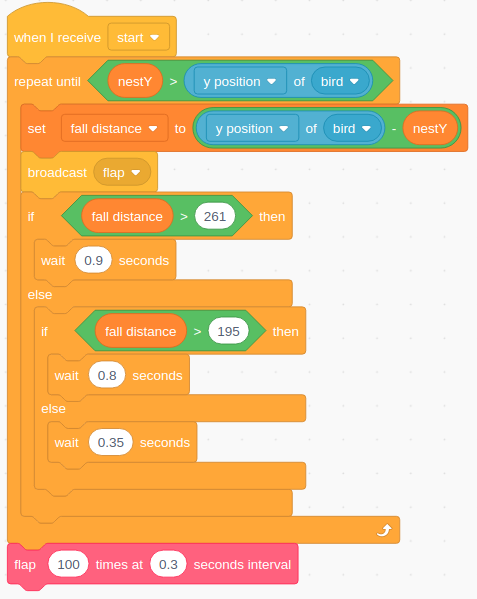 when I receive start
repeat until nestY > y position of bird
set fall distance to y position of bird - nestY
broadcast flap
if fall distance > 261 then
wait 0.9 seconds
else
if fall distance > 195 then
wait 0.8 seconds
else
wait 0.35 seconds
flap 100 times at 0.3 seconds interval